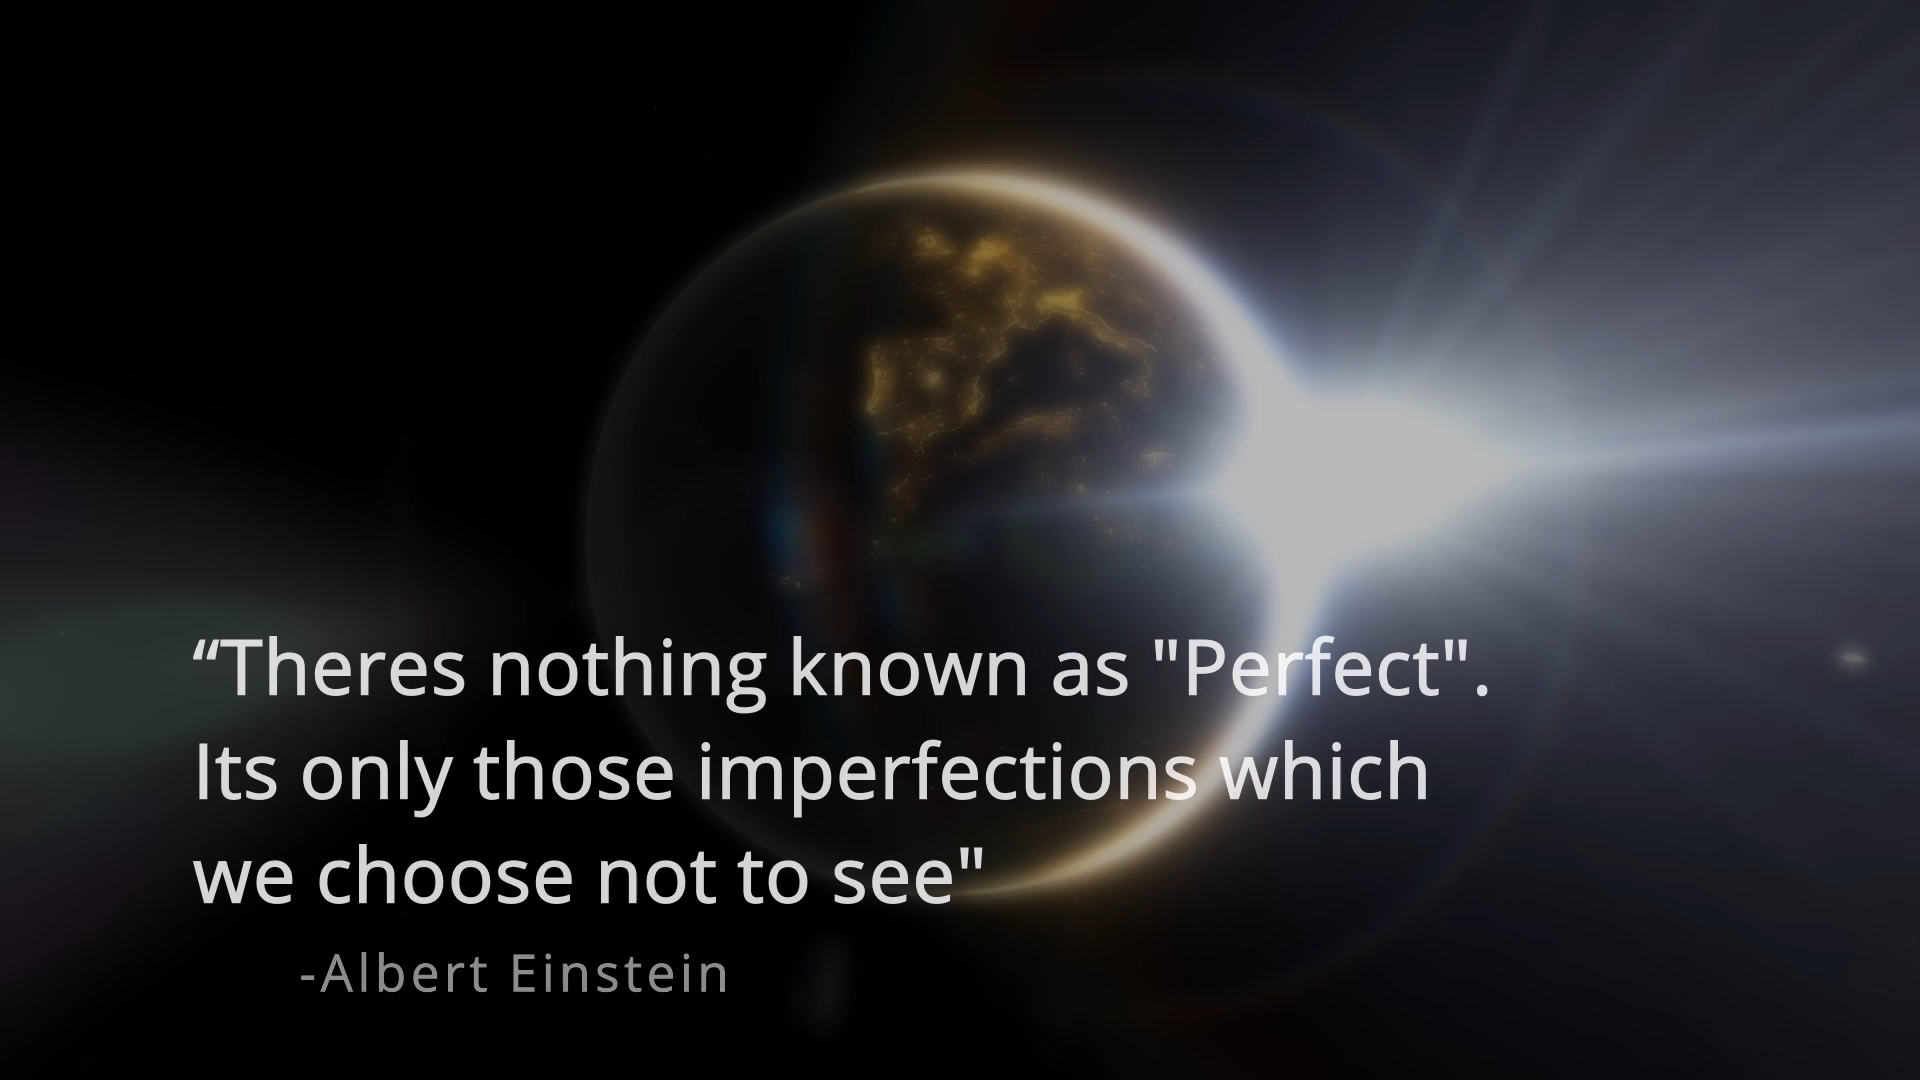 “Theres nothing known as "Perfect".
Its only those imperfections which
we choose not to see"
-Albert Einstein